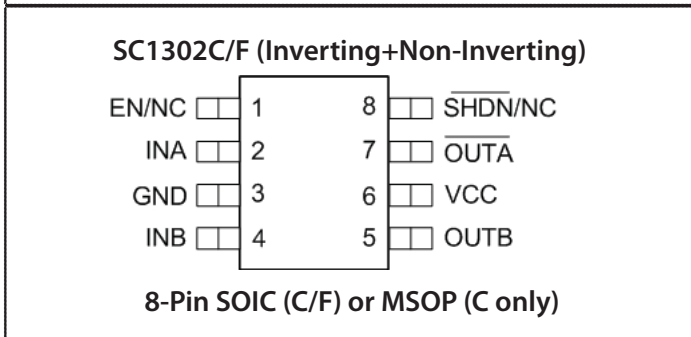 SC1302C/F (Inverting+Non-Inverting)
EN/NC 1 8 SHDN/NC
INA 2 7 OUTA
GND 3 6 VCC
INB 4 5 OUTB
8-Pin SOIC (C/F) or MSOP (C only)